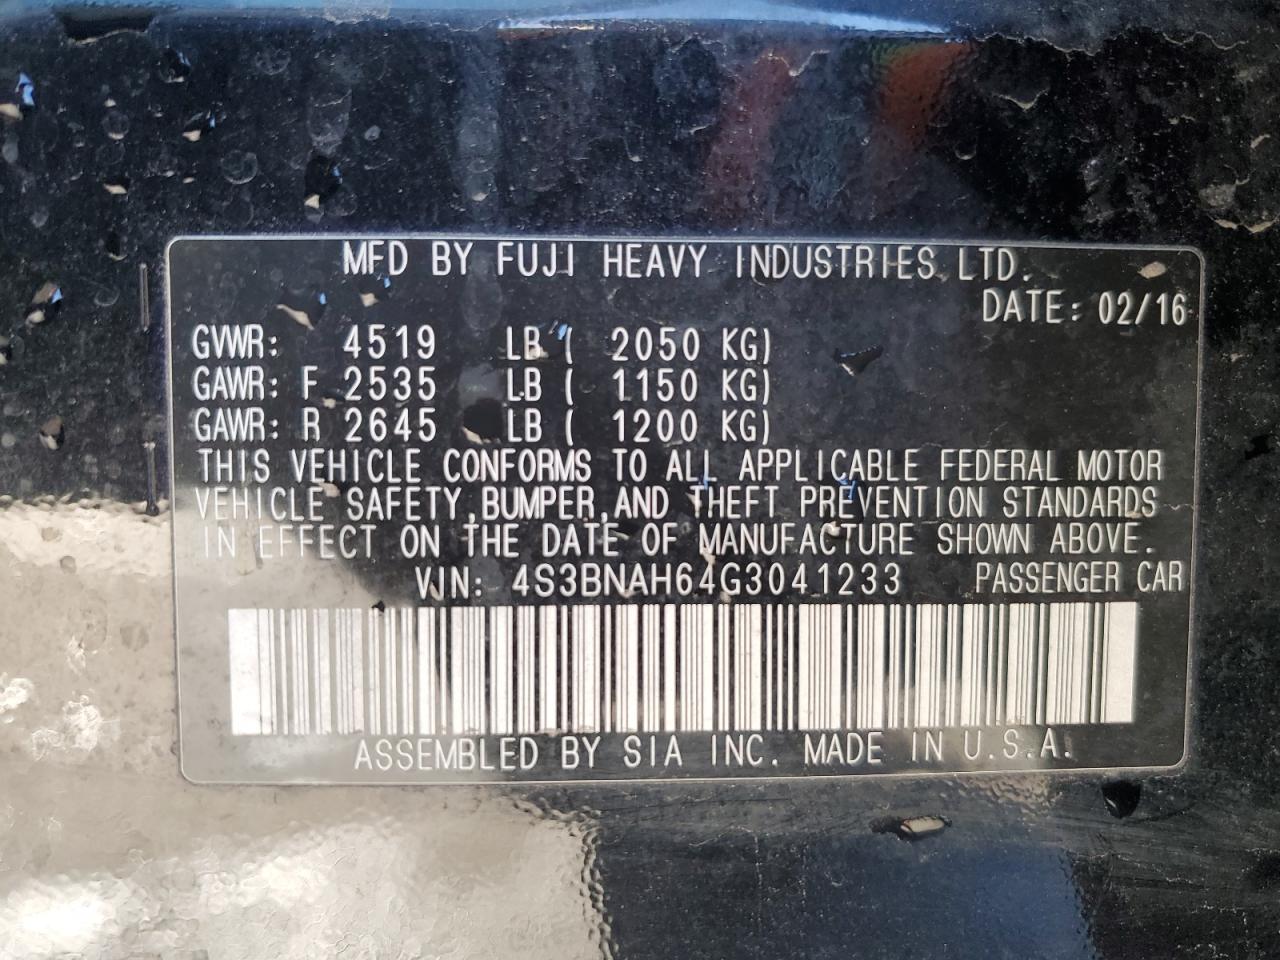 MFD BY FUJI HEAVY INDUSTRIES LTD.
DATE: 02/16
GVWR: 4519 LB ( 2050 KG)
GAWR: F 2535 LB ( 1150 KG)
GAWR: R 2645 LB ( 1200 KG)
THIS VEHICLE CONFORMS TO ALL APPLICABLE FEDERAL MOTOR
VEHICLE SAFETY,BUMPER,AND THEFT PREVENTION STANDARDS
IN EFFECT ON THE DATE OF MANUFACTURE SHOWN ABOVE.
VIN: 4S3BNAH64G3041233 PASSENGER CAR
ASSEMBLED BY SIA INC. MADE IN U.S.A.